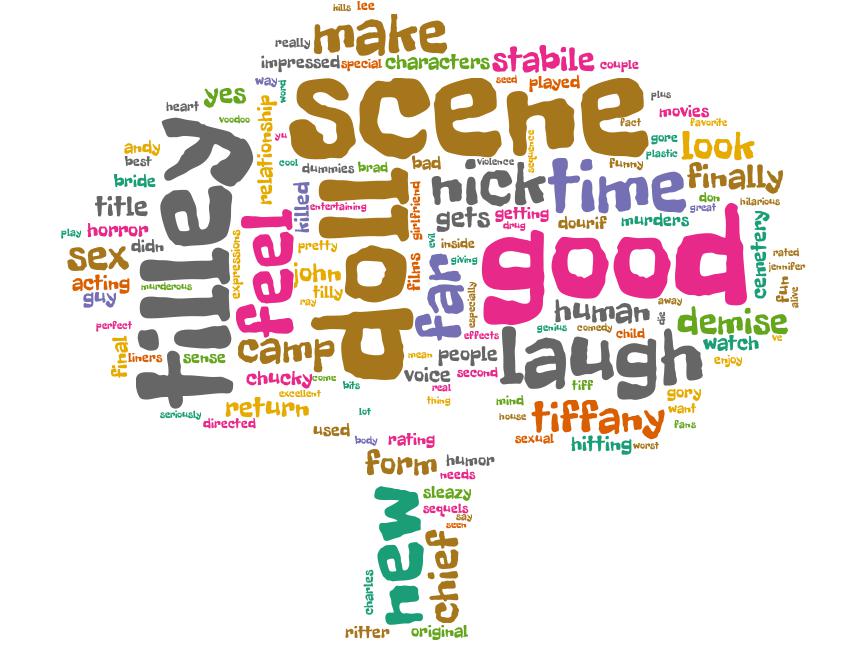 hills lee
really make
impressed special characters stabile couple
way word seed played plus
heart yes scene fact movies
voodoo favorite
relationship yu sequence gore look
andy cool plastic
best dummies brad bad violence funny finally
bride tilley doll nick time don
title killed girlfriend great hilarious
entertaining gets getting dourif murders
play horror feel drug cemetery
didn pretty evil inside good
sex expressions films far giving rated
acting murderous john especially jennifer
guy tilly fun alive
ray away
perfect human die demise
effects genius comedy child
final camp laugh watch ve
liners sense mean people enjoy
chucky come voice second
bits real tiff
excellent thing mind gory
return lot house tiffany want
seriously directed fans
used body rating sexual hitting worst
form humor
needs
new sleazy
sequels
say
seen
chief
charles
ritter original